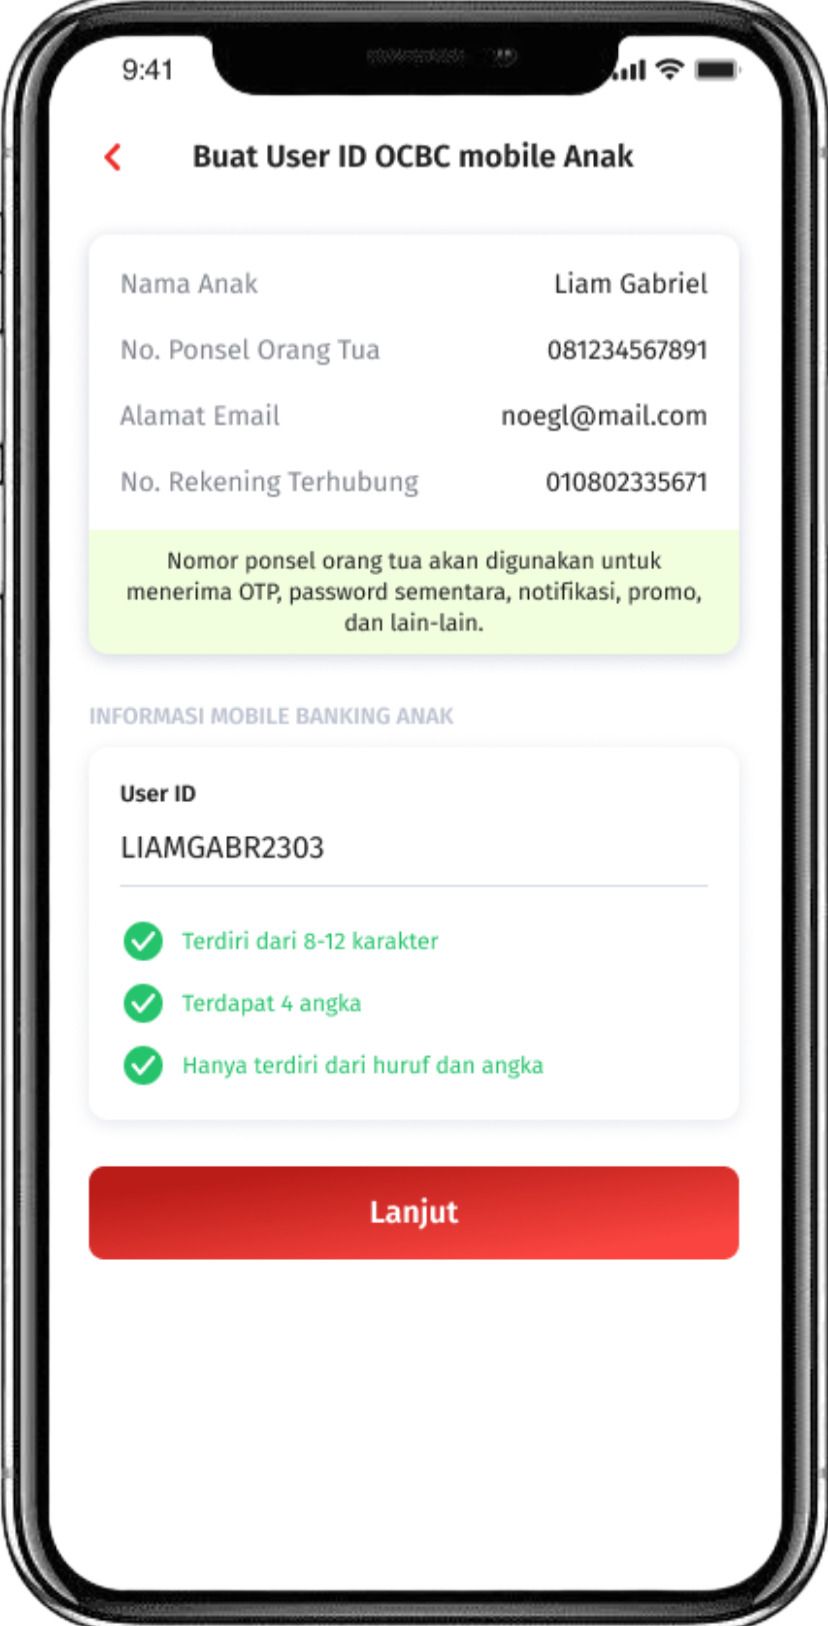 9:41
Buat User ID OCBC mobile Anak
Nama Anak Liam Gabriel
No. Ponsel Orang Tua 081234567891
Alamat Email noegl@mail.com
No. Rekening Terhubung 010802335671
Nomor ponsel orang tua akan digunakan untuk
menerima OTP, password sementara, notifikasi, promo,
dan lain-lain.
INFORMASI MOBILE BANKING ANAK
User ID
LIAMGABR2303
Terdiri dari 8-12 karakter
Terdapat 4 angka
Hanya terdiri dari huruf dan angka
Lanjut